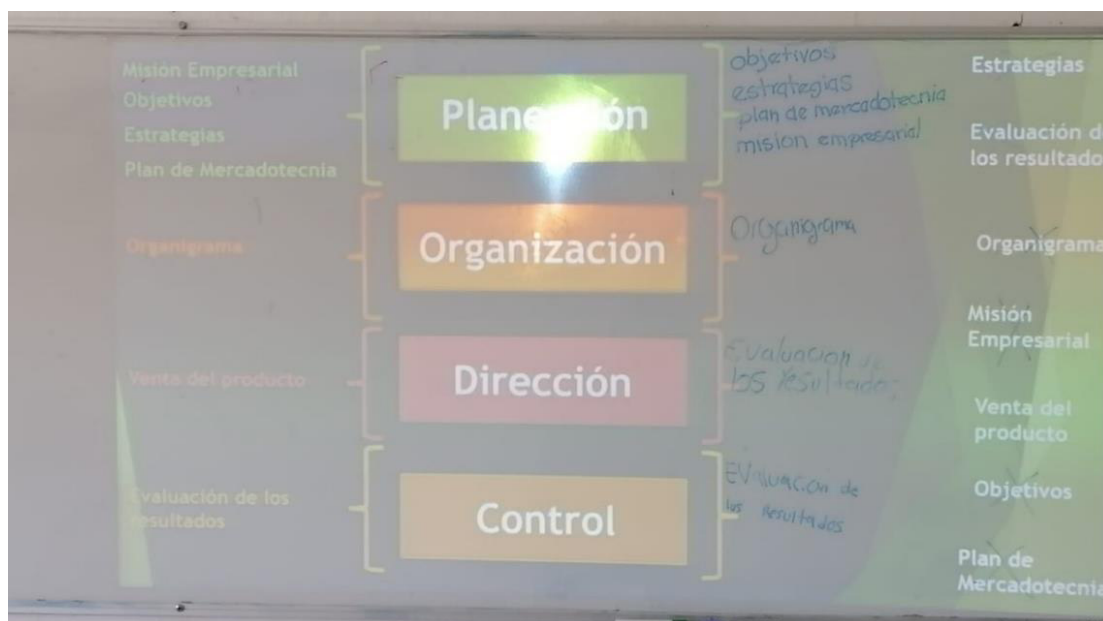 Misión Empresarial
Objetivos
Estrategias
Plan de Mercadotecnia
Organigrama
Venta del producto
Evaluación de los
resultados
Planeación
Organización
Dirección
Control
objetivos
estrategias
plan de mercadotecnia
mision empresarial
Organigrama
Evaluacion de
los resultados
Evaluacion de
los Resultados
Estrategias
Evaluación de
los resultado
Organigrama
Misión
Empresarial
Venta del
producto
Objetivos
Plan de
Mercadotecnia